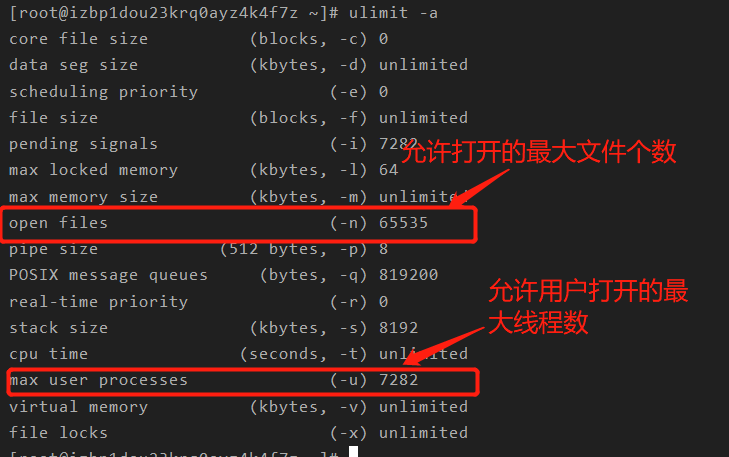 [root@izbp1dou23krq0ayz4k4f7z ~]# ulimit -a
core file size (blocks, -c) 0
data seg size (kbytes, -d) unlimited
scheduling priority (-e) 0
file size (blocks, -f) unlimited
pending signals (-i) 7282
允许打开的最大文件个数
max locked memory (kbytes, -l) 64
max memory size (kbytes, -m) unlimited
open files (-n) 65535
pipe size (512 bytes, -p) 8
POSIX message queues (bytes, -q) 819200
real-time priority (-r) 0
允许用户打开的最
大线程数
stack size (kbytes, -s) 8192
cpu time (seconds, -t) unlimited
max user processes (-u) 7282
virtual memory (kbytes, -v) unlimited
file locks (-x) unlimited
[root@izbp1dou23krq0ayz4k4f7z ~]#